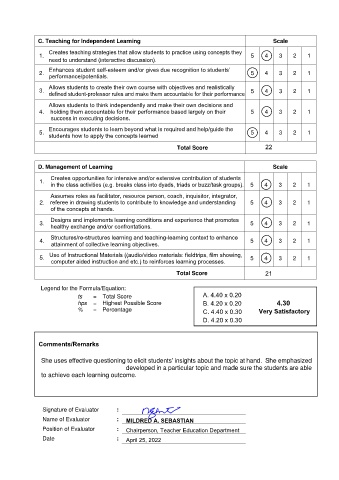 C. Teaching for Independent Learning Scale
1. Creates teaching strategies that allow students to practice using concepts they
need to understand (interactive discussion). 5 4 3 2 1
2. Enhances student self-esteem and/or gives due recognition to students'
performance/potentials. 5 4 3 2 1
3. Allows students to create their own course with objectives and realistically
defined student-professor rules and make them accountable for their performance 5 4 3 2 1
Allows students to think independently and make their own decisions and
4. holding them accountable for their performance based largely on their 5 4 3 2 1
success in executing decisions.
5. Encourages students to learn beyond what is required and help/guide the
students how to apply the concepts learned 5 4 3 2 1
Total Score 22
D. Management of Learning Scale
1. Creates opportunities for intensive and/or extensive contribution of students
in the class activities (e.g. breaks class into dyads, triads or buzz/task groups). 5 4 3 2 1
Assumes roles as facilitator, resource person, coach, inquisitor, integrator,
2. referee in drawing students to contribute to knowledge and understanding 5 4 3 2 1
of the concepts at hands.
3. Designs and implements learning conditions and experience that promotes
healthy exchange and/or confrontations. 5 4 3 2 1
4. Structures/re-structures learning and teaching-learning context to enhance
attainment of collective learning objectives. 5 4 3 2 1
5. Use of Instructional Materials ((audio/video materials: fieldtrips, film showing,
computer aided instruction and etc.) to reinforces learning processes. 5 4 3 2 1
Total Score 21
Legend for the Formula/Equation:
ts = Total Score
hps = Highest Possible Score
% = Percentage
A. 4.40 x 0.20
B. 4.20 x 0.20
C. 4.40 x 0.30
D. 4.20 x 0.30
4.30
Very Satisfactory
Comments/Remarks
She uses effective questioning to elicit students' insights about the topic at hand. She emphasized
developed in a particular topic and made sure the students are able
to achieve each learning outcome.
Signature of Evaluator :
Name of Evaluator : MILDRED A. SEBASTIAN
Position of Evaluator : Chairperson, Teacher Education Department
Date : April 25, 2022